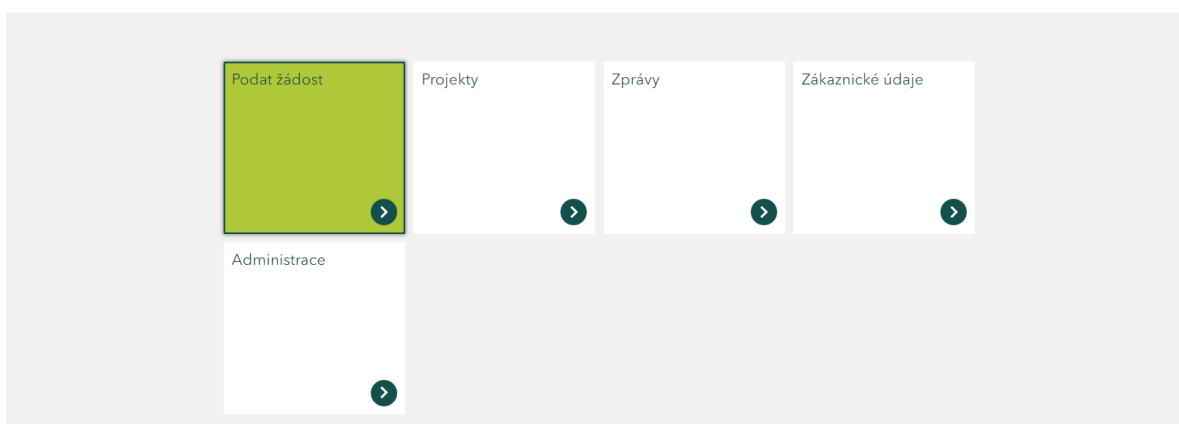 Podat žádost
Projekty
Zprávy
Zákaznické údaje
Administrace